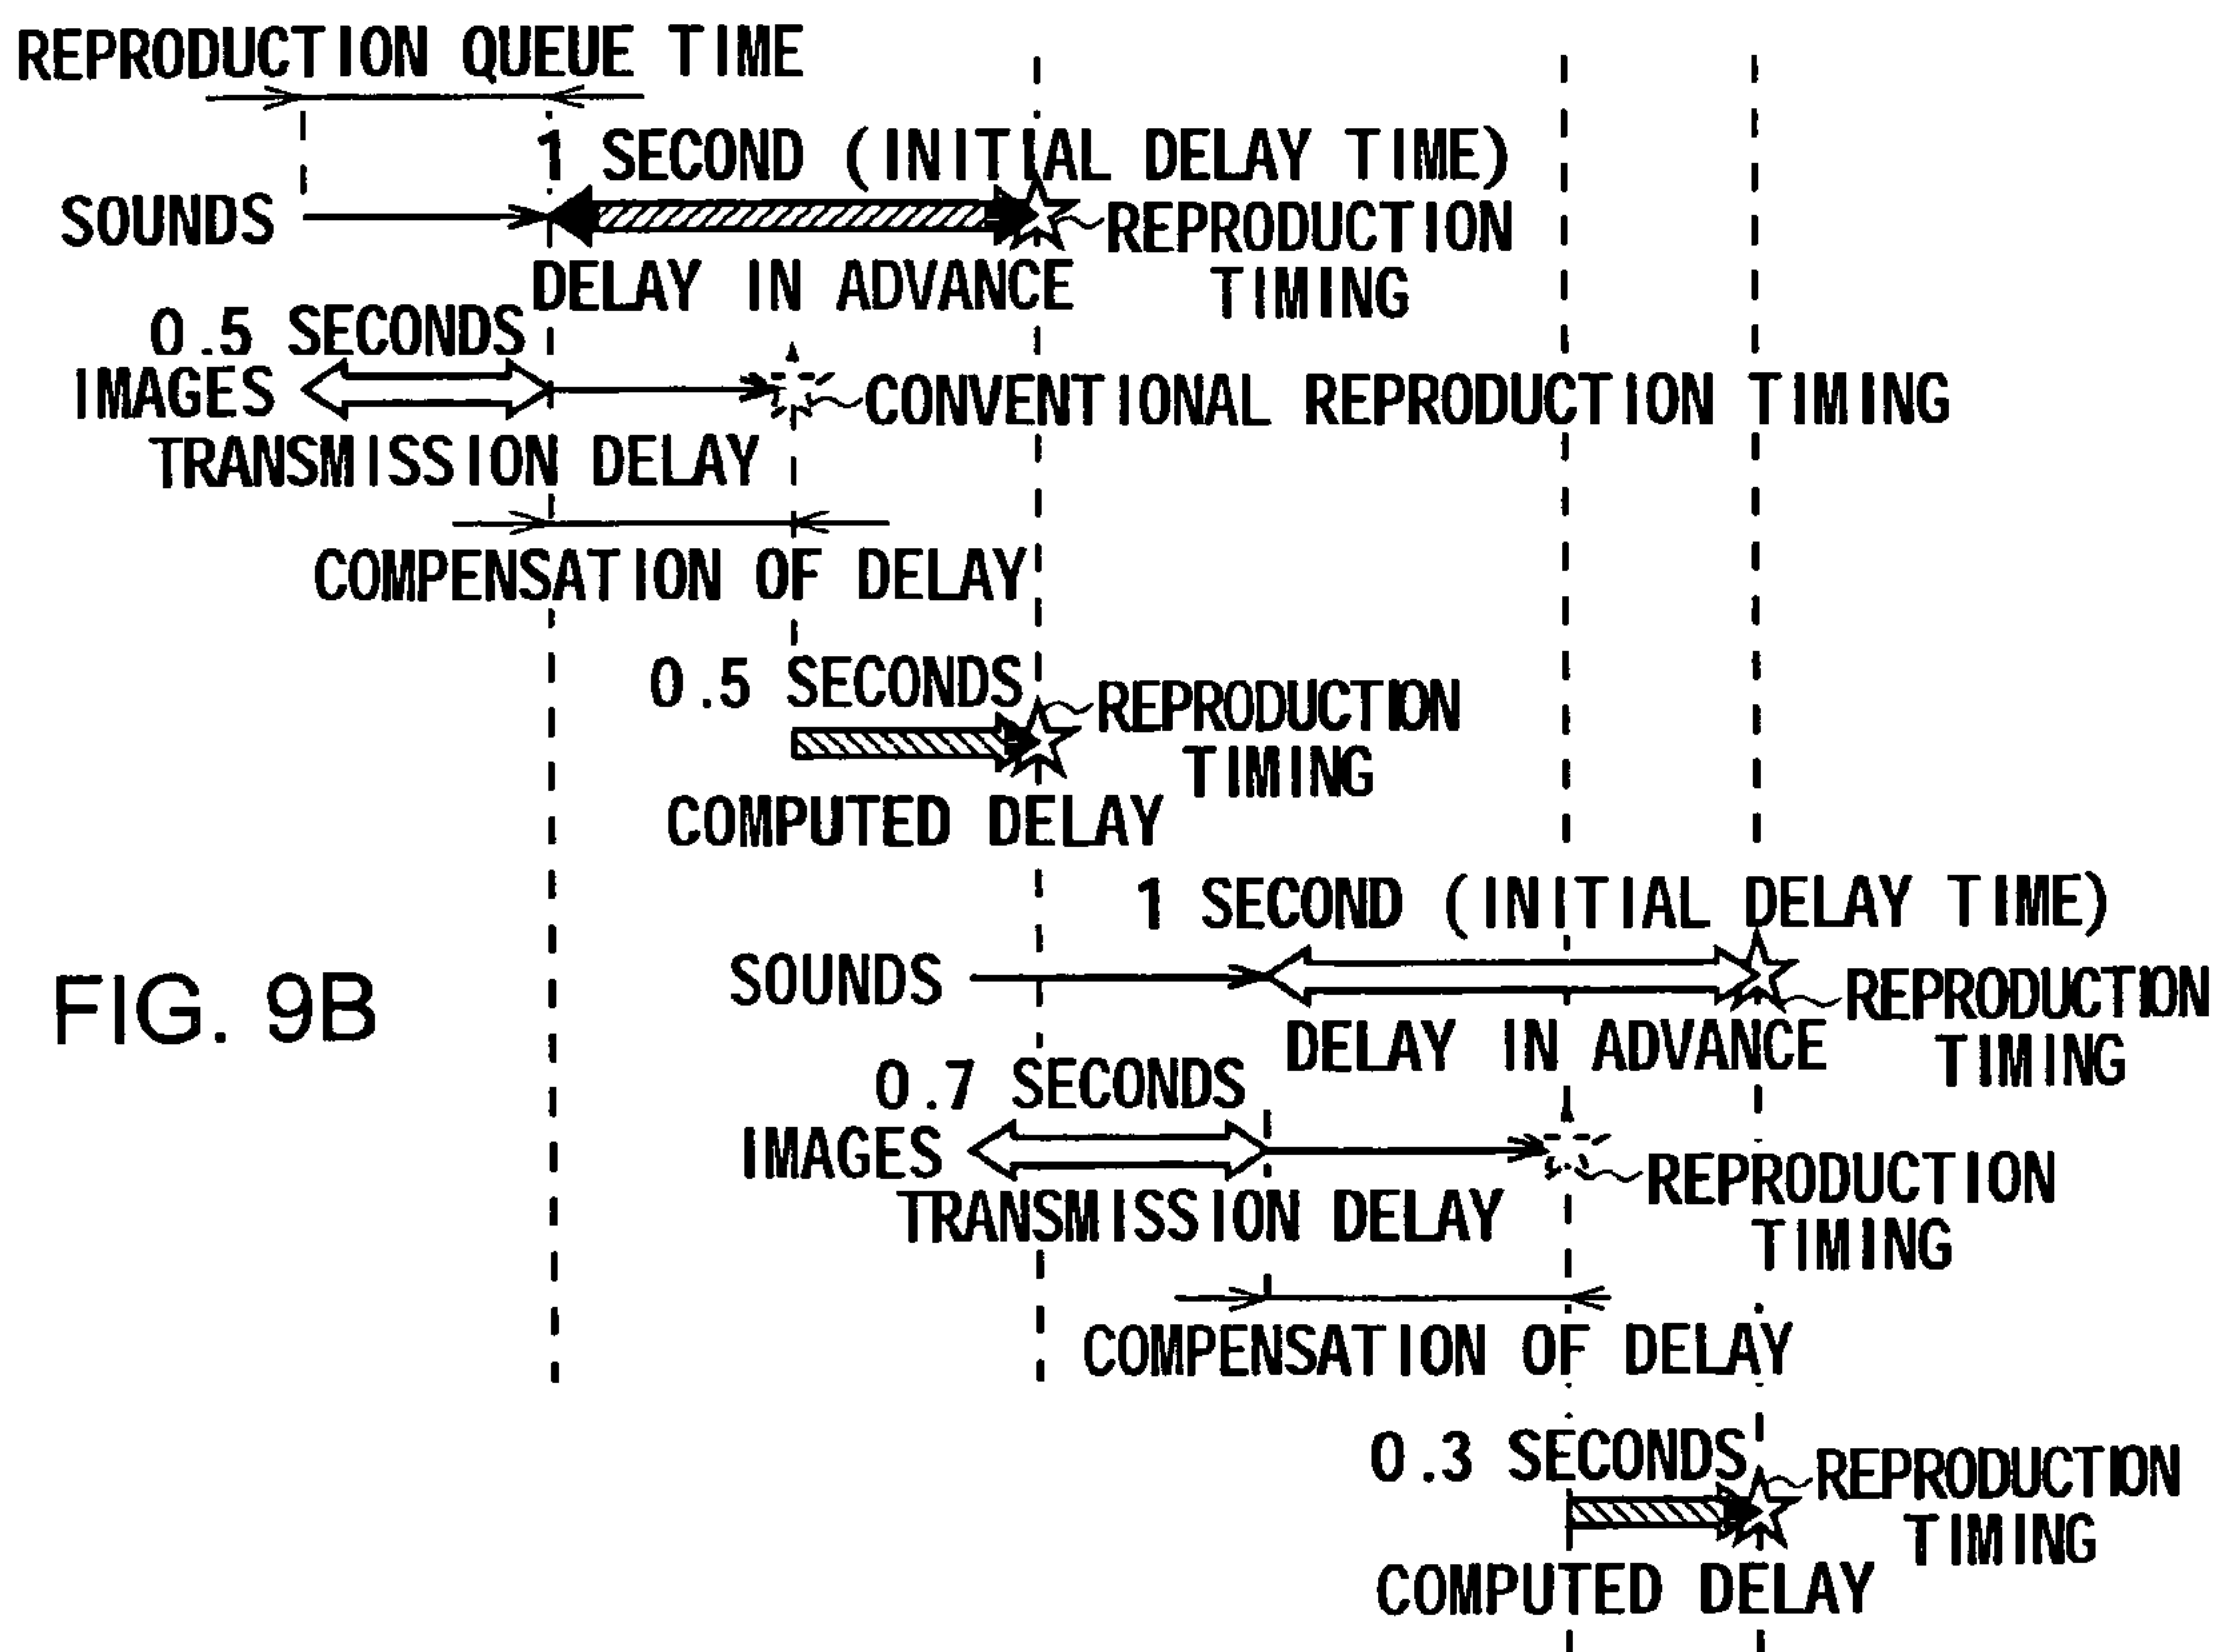 REPRODUCTION QUEUE TIME
1 SECOND (INITIAL DELAY TIME)
SOUNDS
REPRODUCTION
TIMING
DELAY IN ADVANCE
0.5 SECONDS
IMAGES
CONVENTIONAL REPRODUCTION TIMING
TRANSMISSION DELAY
COMPENSATION OF DELAY
0.5 SECONDS
REPRODUCTION
TIMING
COMPUTED DELAY
1 SECOND (INITIAL DELAY TIME)
SOUNDS
REPRODUCTION
TIMING
FIG. 9B
DELAY IN ADVANCE
0.7 SECONDS
IMAGES
REPRODUCTION
TIMING
TRANSMISSION DELAY
COMPENSATION OF DELAY
0.3 SECONDS
REPRODUCTION
TIMING
COMPUTED DELAY